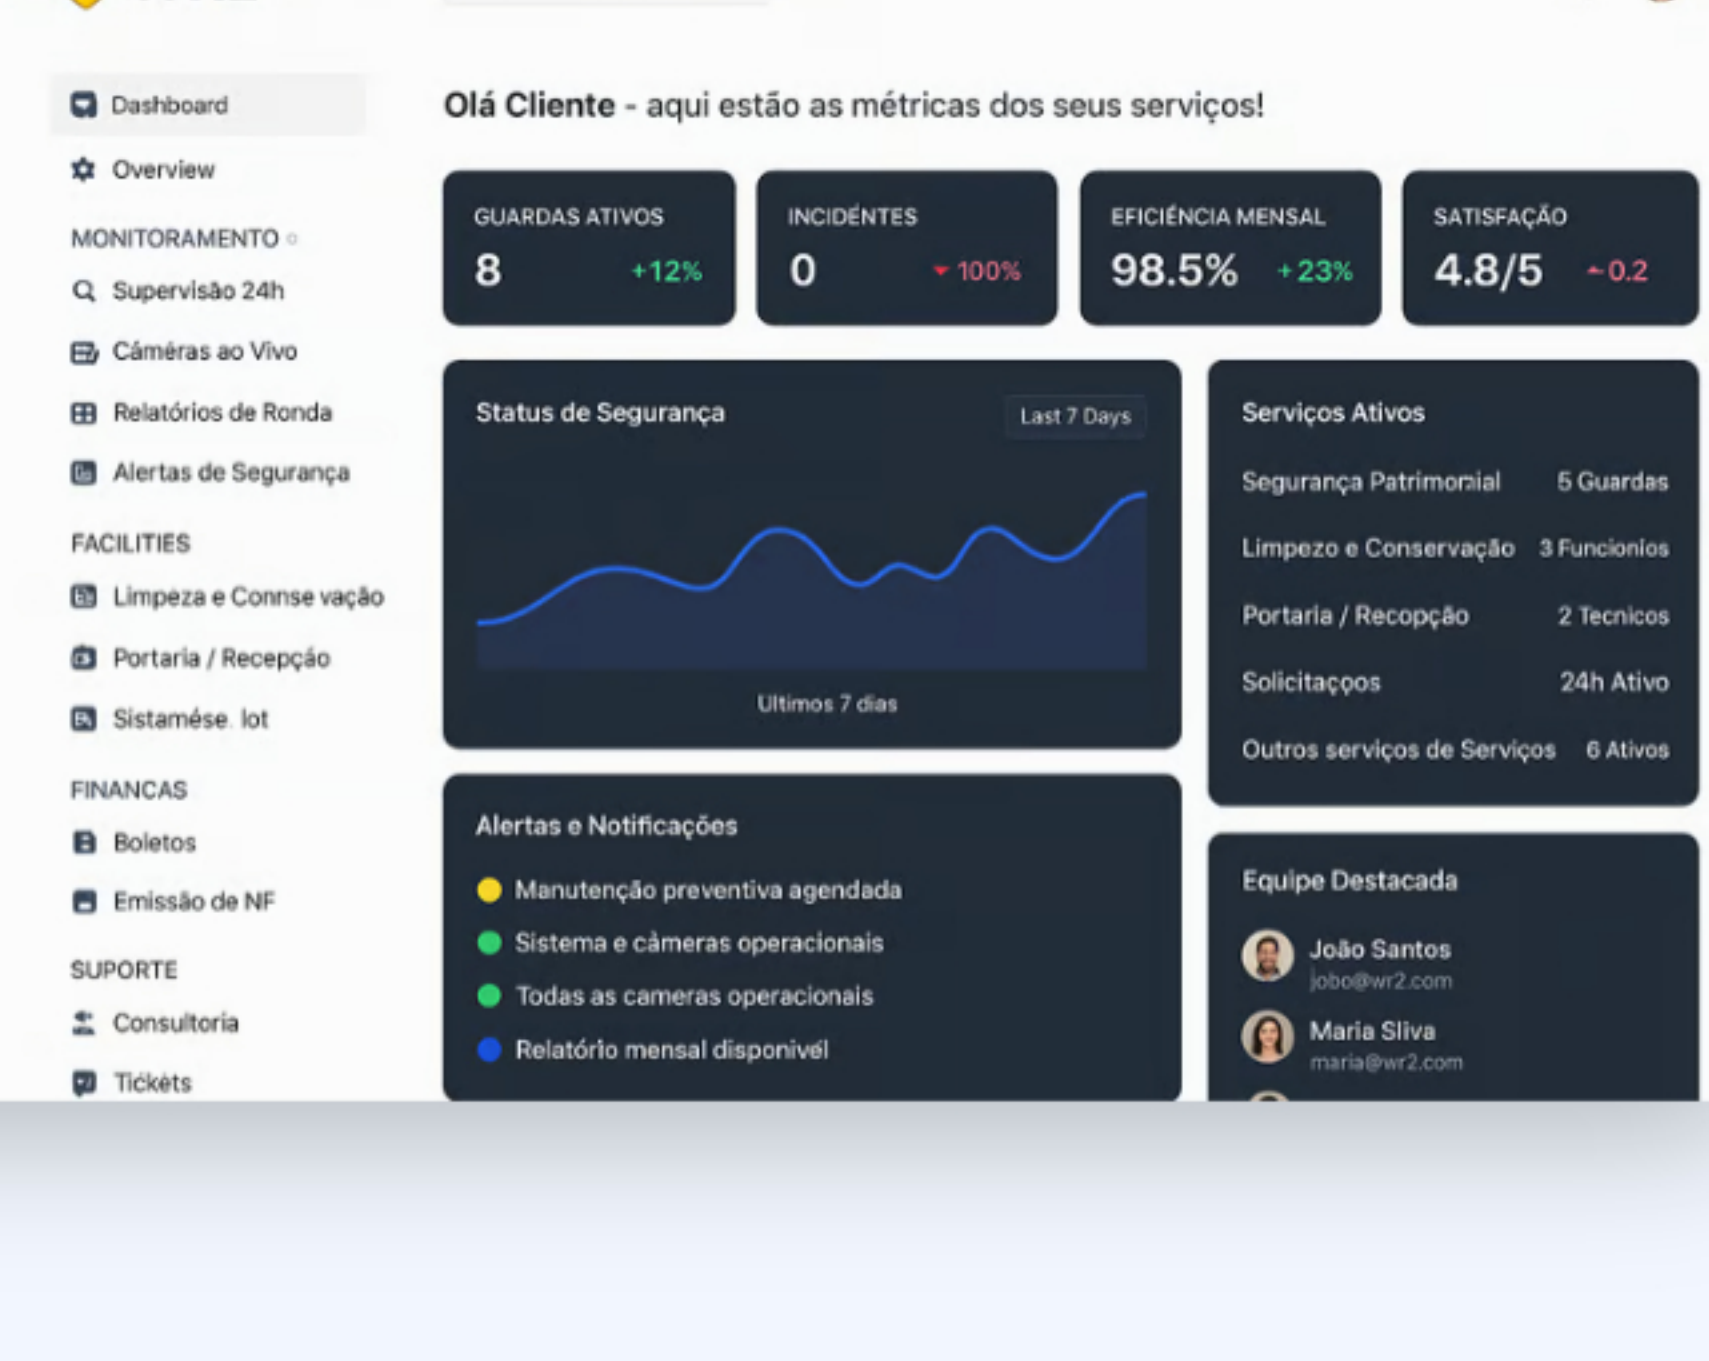 Dashboard
Overview
MONITORAMENTO
Supervisão 24h
Câméras ao Vivo
Relatórios de Ronda
Alertas de Segurança
FACILITIES
Limpeza e Connse vação
Portaria / Recepção
Sistamése. lot
FINANCAS
Boletos
Emissão de NF
SUPORTE
Consultoria
Tickéts
Olá Cliente - aqui estão as métricas dos seus serviços!
GUARDAS ATIVOS
8 +12%
INCIDÉNTES
0 100%
EFICIÉNCIA MENSAL
98.5% +23%
SATISFAÇÃO
4.8/5 -0.2
Status de Segurança
Last 7 Days
Ultimos 7 dias
Serviços Ativos
Segurança Patrimonial 5 Guardas
Limpezo e Conservação 3 Funcionios
Portaria / Recopção 2 Tecnicos
Solicitaçoos 24h Ativo
Outros serviços de Serviços 6 Ativos
Alertas e Notificações
Manutenção preventiva agendada
Sistema e càmeras operacionais
Todas as cameras operacionais
Relatório mensal disponivél
Equipe Destacada
João Santos
jobo@wr2.com
Maria Sliva
maria@wr2.com